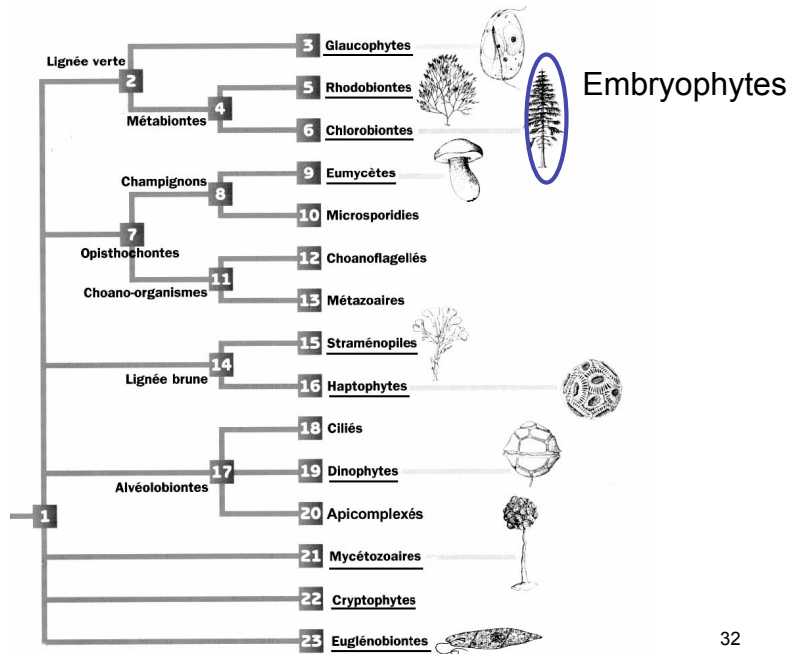 3 Glaucophytes
Lignée verte
2
Embryophytes
5 Rhodobiontes
4
Métabiontes
6 Chlorobiontes
9 Eumycètes
Champignons
8
10 Microsporidies
7
Opisthochontes
12 Choanoflagellés
11
Choano-organismes
13 Métazoaires
15 Straménopiles
14
Lignée brune
16 Haptophytes
18 Ciliés
17
19 Dinophytes
Alvéolobiontes
20 Apicomplexés
1
21 Mycétozoaires
22 Cryptophytes
23 Euglénobiontes
32